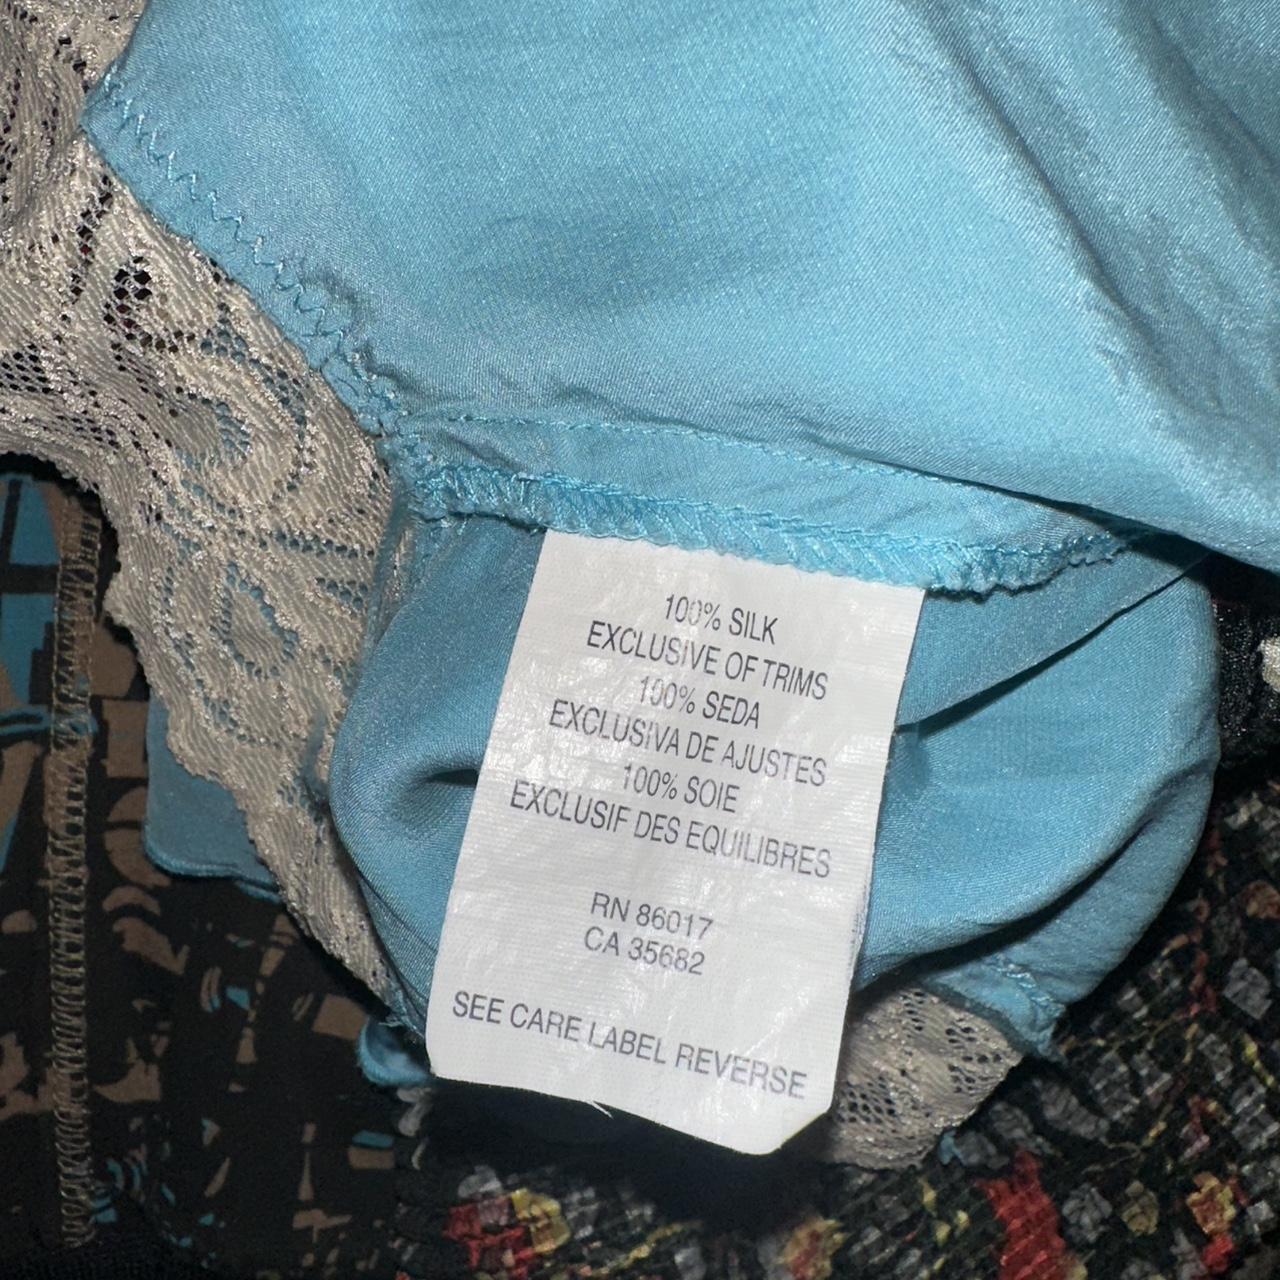 100% SILK
EXCLUSIVE OF TRIMS
100% SEDA
EXCLUSIVA DE AJUSTES
100% SOIE
EXCLUSIF DES EQUILIBRES
RN 86017
CA 35682
SEE CARE LABEL REVERSE